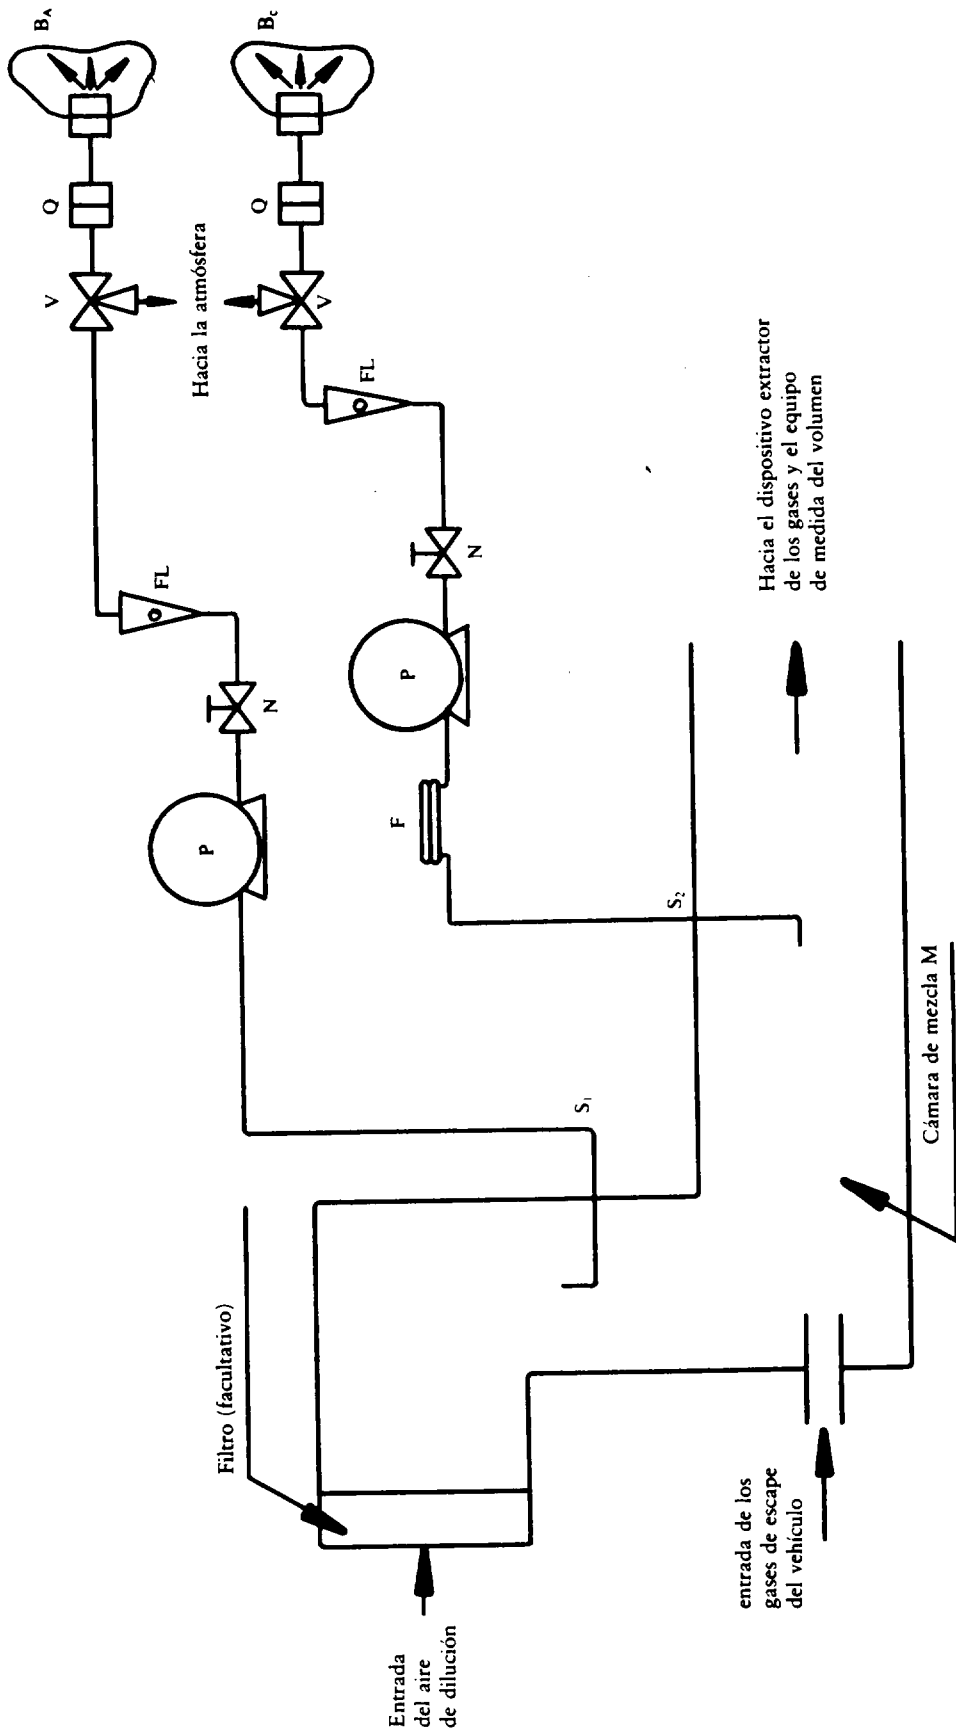 B_A
Q
V
Hacia la atmósfera
B_c
Q
V
FL
N
P
FL
N
P
F
S₁
S₂
Filtro (facultativo)
Entrada
del aire
de dilución
entrada de los
gases de escape
del vehículo
Cámara de mezcla M
Hacia el dispositivo extractor
de los gases y el equipo
de medida del volumen